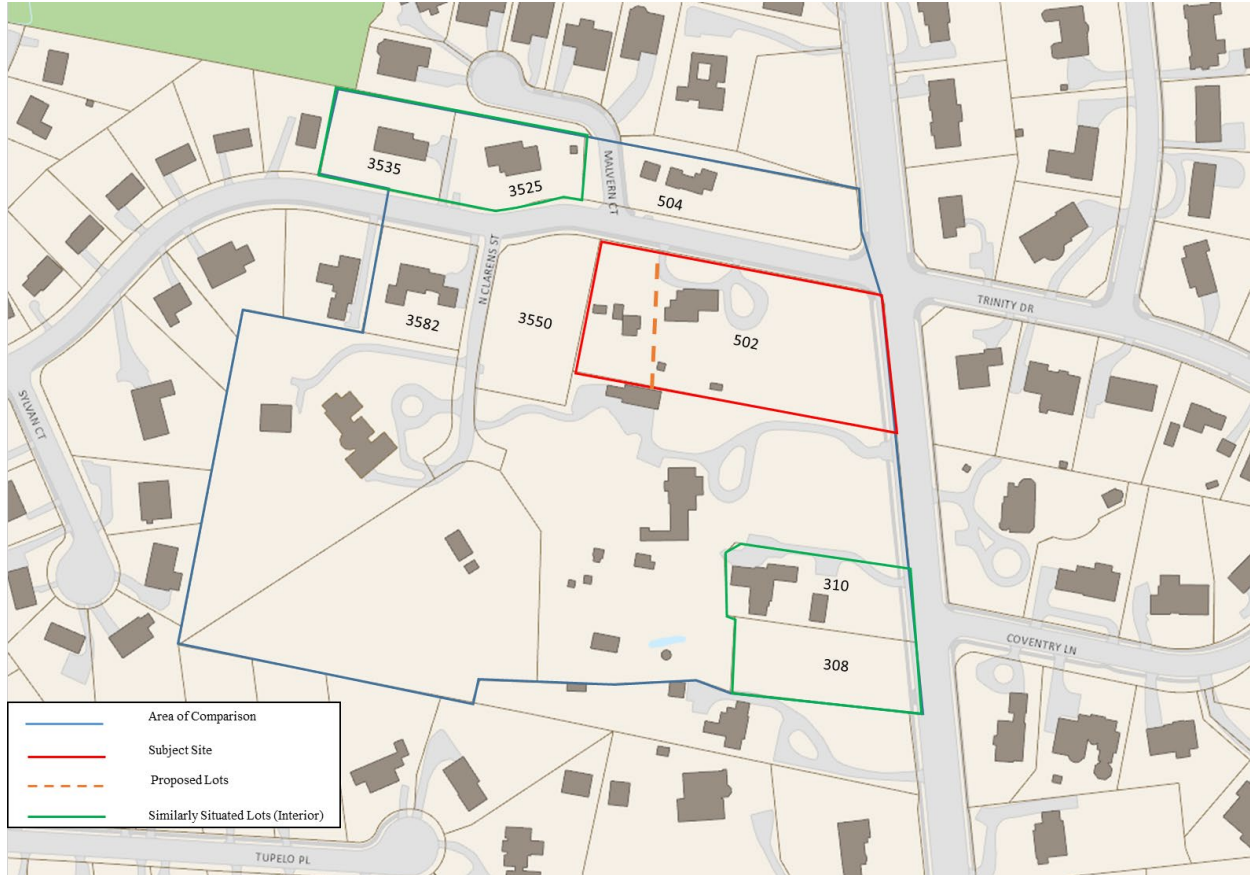 3535
3525
MALVERN CT
504
N CLARENS ST
3582
3550
502
TRINITY DR
SYLVAN CT
310
308
COVENTRY LN
TUPELO PL
Area of Comparison
Subject Site
Proposed Lots
Similarly Situated Lots (Interior)